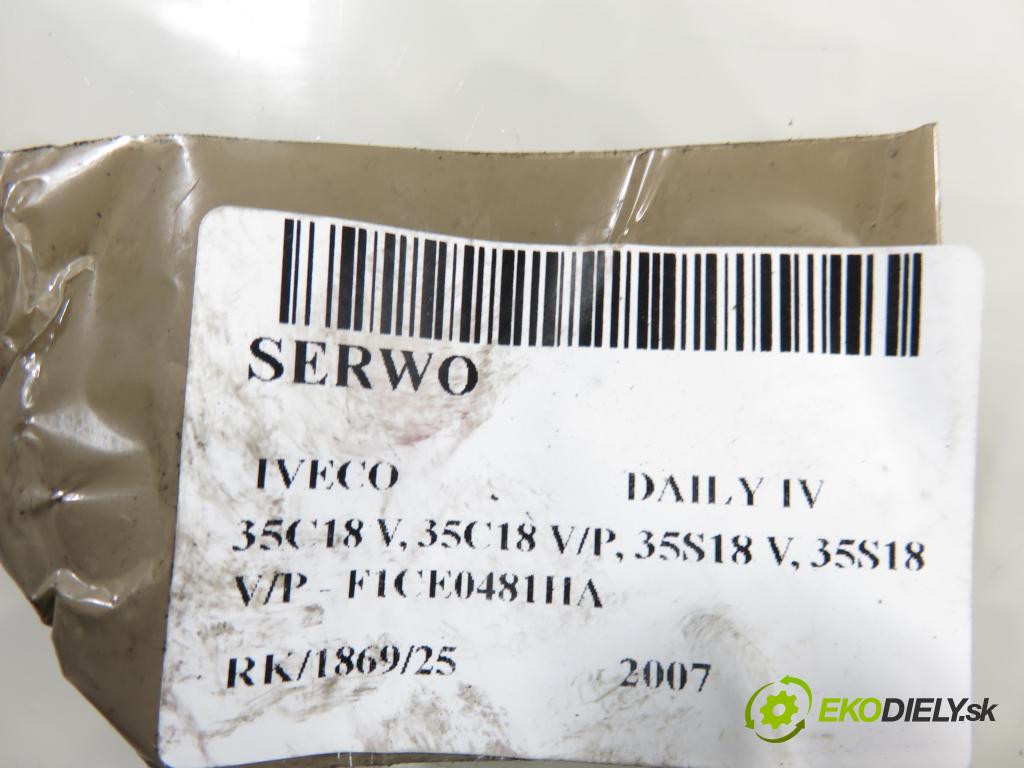 SERWO
IVECO DAILY IV
35C18 V, 35C18 V/P, 35S18 V, 35S18
V/P - F1CE0481HA
RK/1869/25 2007
EKODIELY.sk